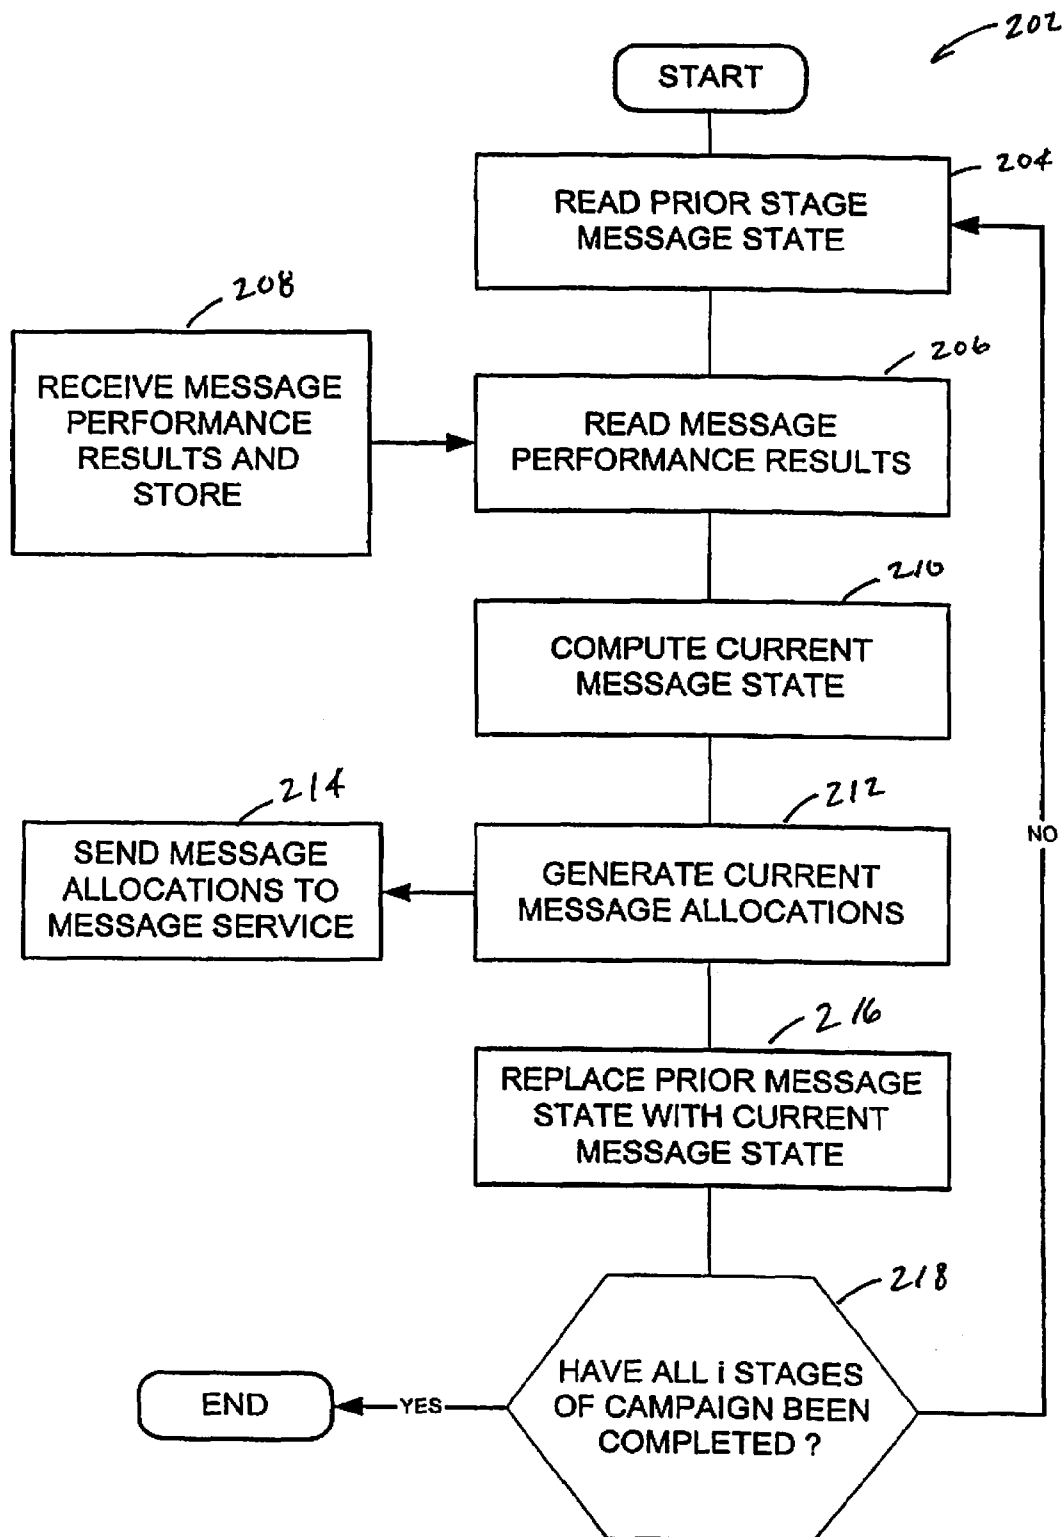 202
START
204
READ PRIOR STAGE
MESSAGE STATE
208
206
RECEIVE MESSAGE
PERFORMANCE
RESULTS AND
STORE
READ MESSAGE
PERFORMANCE RESULTS
210
COMPUTE CURRENT
MESSAGE STATE
214
212
SEND MESSAGE
ALLOCATIONS TO
MESSAGE SERVICE
GENERATE CURRENT
MESSAGE ALLOCATIONS
NO
216
REPLACE PRIOR MESSAGE
STATE WITH CURRENT
MESSAGE STATE
218
HAVE ALL i STAGES
OF CAMPAIGN BEEN
COMPLETED ?
YES
END